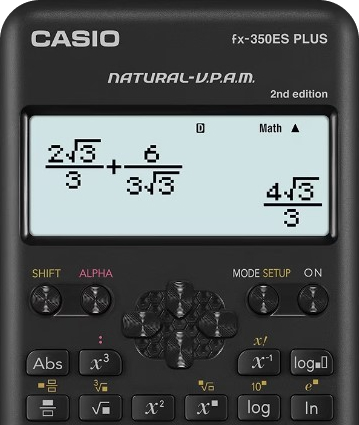 CASIO fx-350ES PLUS
NATURAL-V.P.A.M.
2nd edition
D Math ▲
2√3/3 + 6/3√3
4√3/3
SHIFT ALPHA MODE SETUP ON
: x!
Abs x³ x⁻¹ log▪▯
▪▭/▭ ³√▪ ▪√▫ 10▪ e▪
▪/▭ √▪ x² x▪ log ln